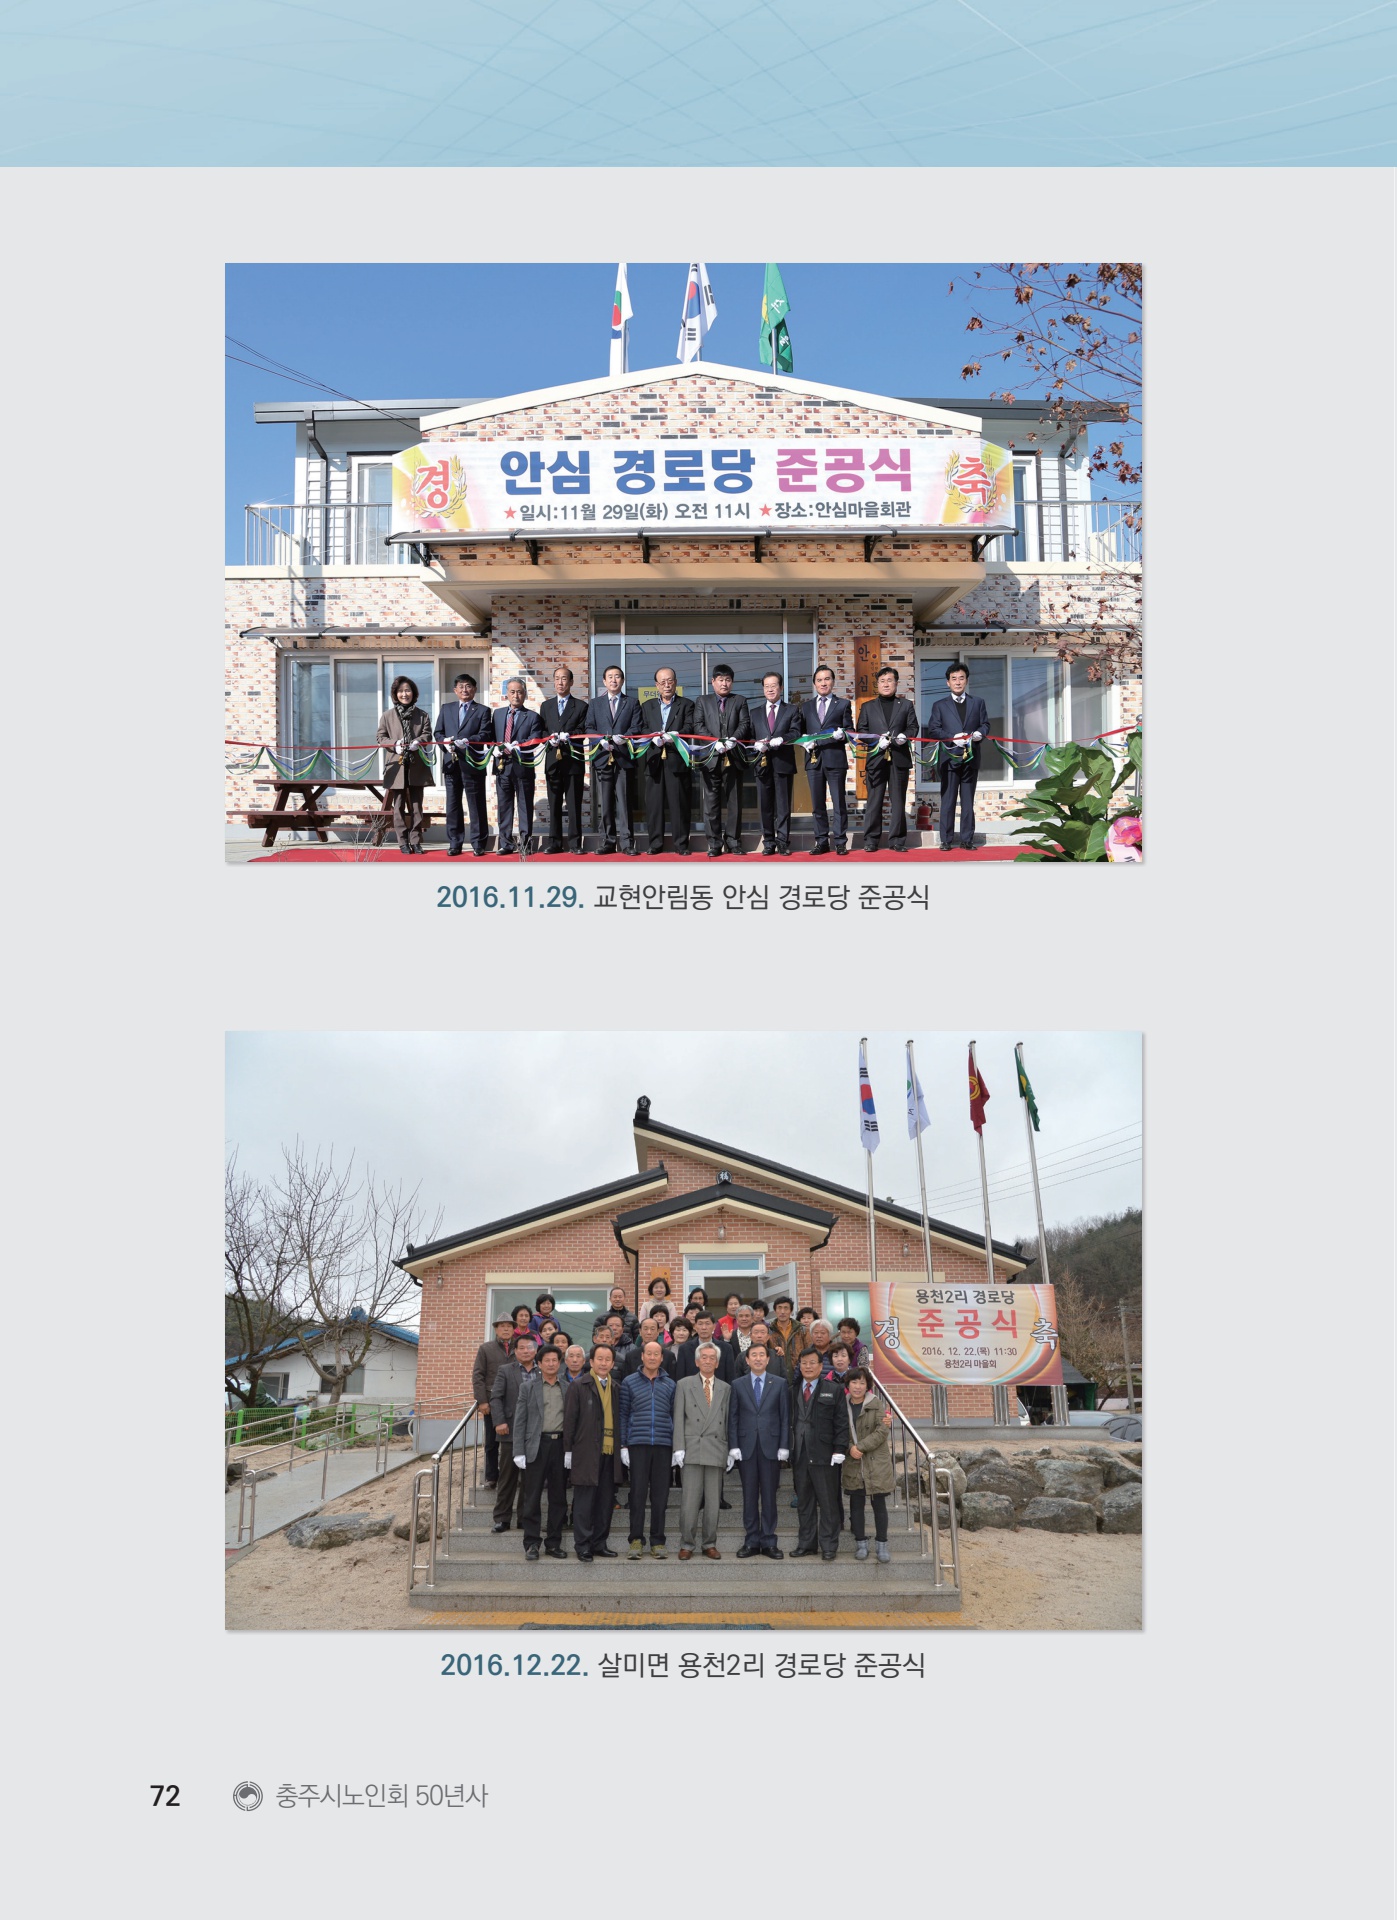 경 안심 경로당 준공식 축
★일시:11월 29일(화) 오전 11시 ★장소:안심마을회관
안심
2016.11.29. 교현안림동 안심 경로당 준공식
용천2리 경로당
경 준공식 축
2016. 12. 22.(목) 11:30
용천2리 마을회
2016.12.22. 살미면 용천2리 경로당 준공식
72 충주시노인회 50년사